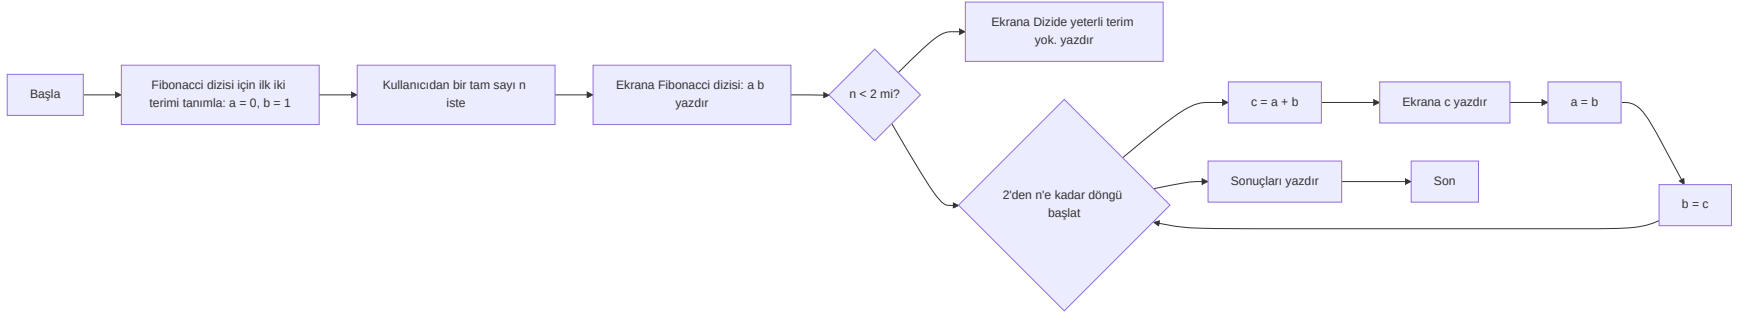 Başla
Fibonacci dizisi için ilk iki
terimi tanımla: a = 0, b = 1
Kullanıcıdan bir tam sayı n
iste
Ekrana Fibonacci dizisi: a b
yazdır
n < 2 mi?
Ekrana Dizide yeterli terim
yok. yazdır
2'den n'e kadar döngü
başlat
c = a + b
Ekrana c yazdır
a = b
b = c
Sonuçları yazdır
Son